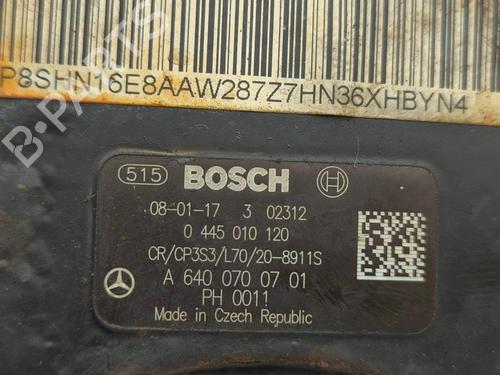 P8SHN16E8AAW287Z7HN36XHBYN4
B-PARTS
515 BOSCH
08-01-17 3 02312
0 445 010 120
CR/CP3S3/L70/20-8911S
A 640 070 07 01
PH 0011
Made in Czech Republic